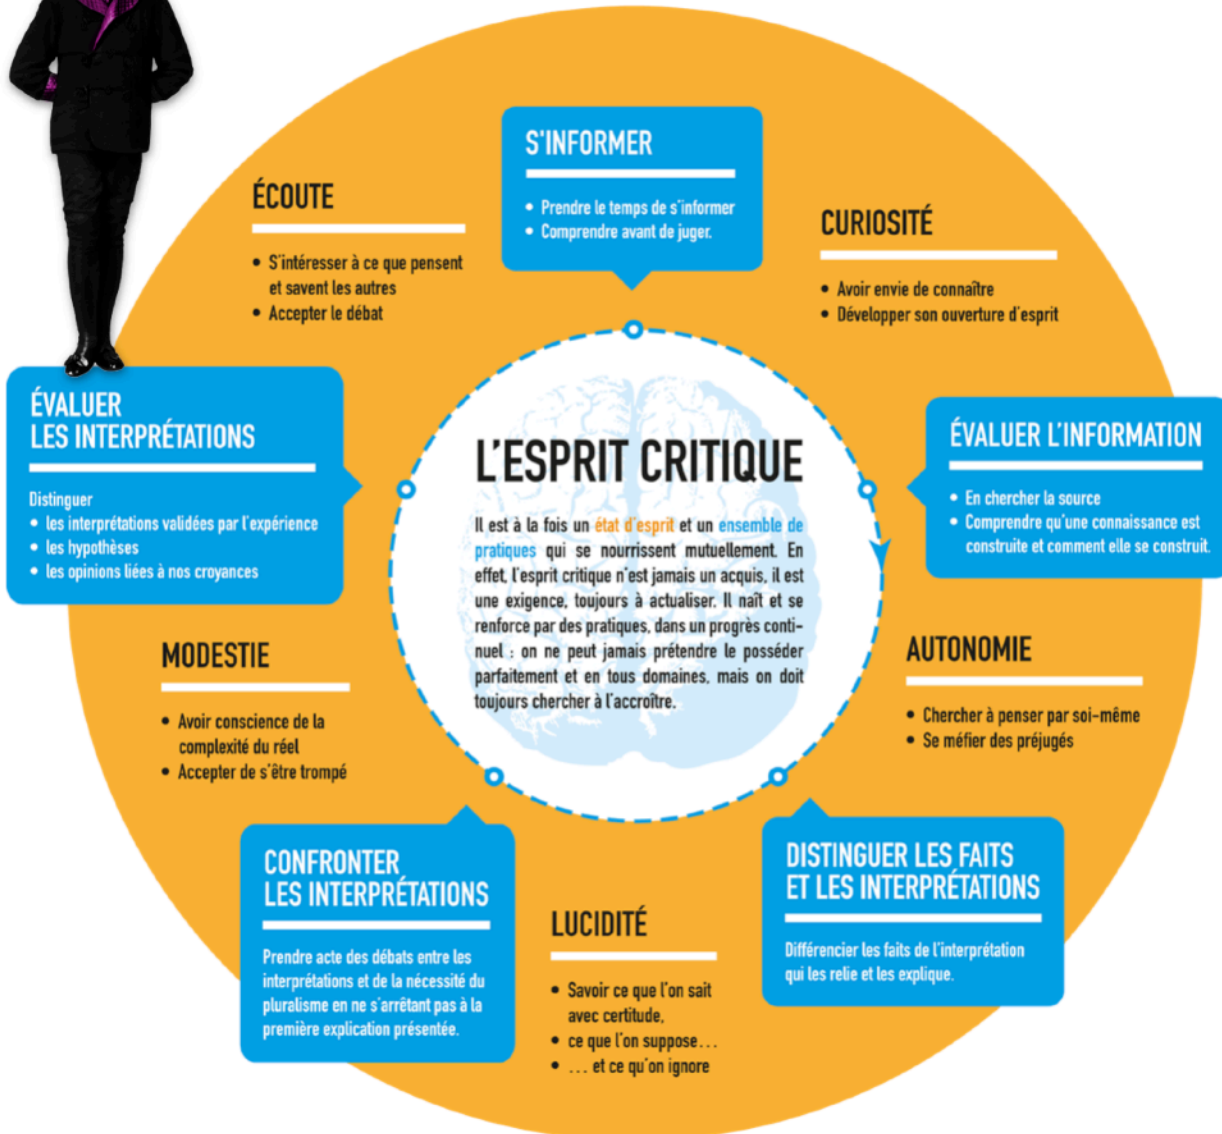 S'INFORMER
• Prendre le temps de s'informer
• Comprendre avant de juger.
CURIOSITÉ
• Avoir envie de connaître
• Développer son ouverture d'esprit
ÉVALUER L'INFORMATION
• En chercher la source
• Comprendre qu'une connaissance est
construite et comment elle se construit.
AUTONOMIE
• Chercher à penser par soi-même
• Se méfier des préjugés
DISTINGUER LES FAITS
ET LES INTERPRÉTATIONS
Différencier les faits de l'interprétation
qui les relie et les explique.
LUCIDITÉ
• Savoir ce que l'on sait
avec certitude,
• ce que l'on suppose...
• ... et ce qu'on ignore
CONFRONTER
LES INTERPRÉTATIONS
Prendre acte des débats entre les
interprétations et de la nécessité du
pluralisme en ne s'arrêtant pas à la
première explication présentée.
MODESTIE
• Avoir conscience de la
complexité du réel
• Accepter de s'être trompé
ÉVALUER
LES INTERPRÉTATIONS
Distinguer
• les interprétations validées par l'expérience
• les hypothèses
• les opinions liées à nos croyances
ÉCOUTE
• S'intéresser à ce que pensent
et savent les autres
• Accepter le débat
L'ESPRIT CRITIQUE
Il est à la fois un état d'esprit et un ensemble de
pratiques qui se nourrissent mutuellement. En
effet, l'esprit critique n'est jamais un acquis, il est
une exigence, toujours à actualiser. Il naît et se
renforce par des pratiques, dans un progrès conti-
nuel : on ne peut jamais prétendre le posséder
parfaitement et en tous domaines, mais on doit
toujours chercher à l'accroître.